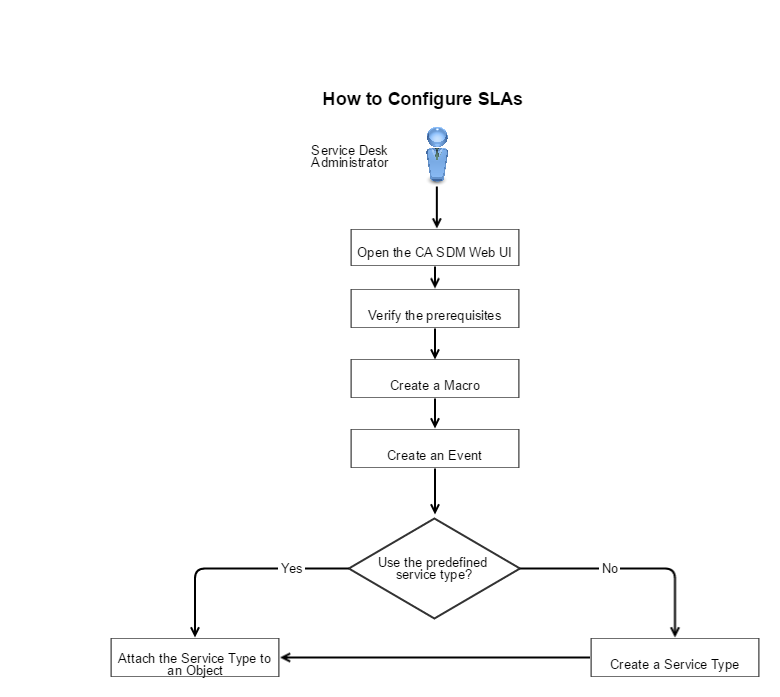 How to Configure SLAs
Service Desk
Administrator
Open the CA SDM Web UI
Verify the prerequisites
Create a Macro
Create an Event
Use the predefined
service type?
Yes
No
Attach the Service Type to
an Object
Create a Service Type